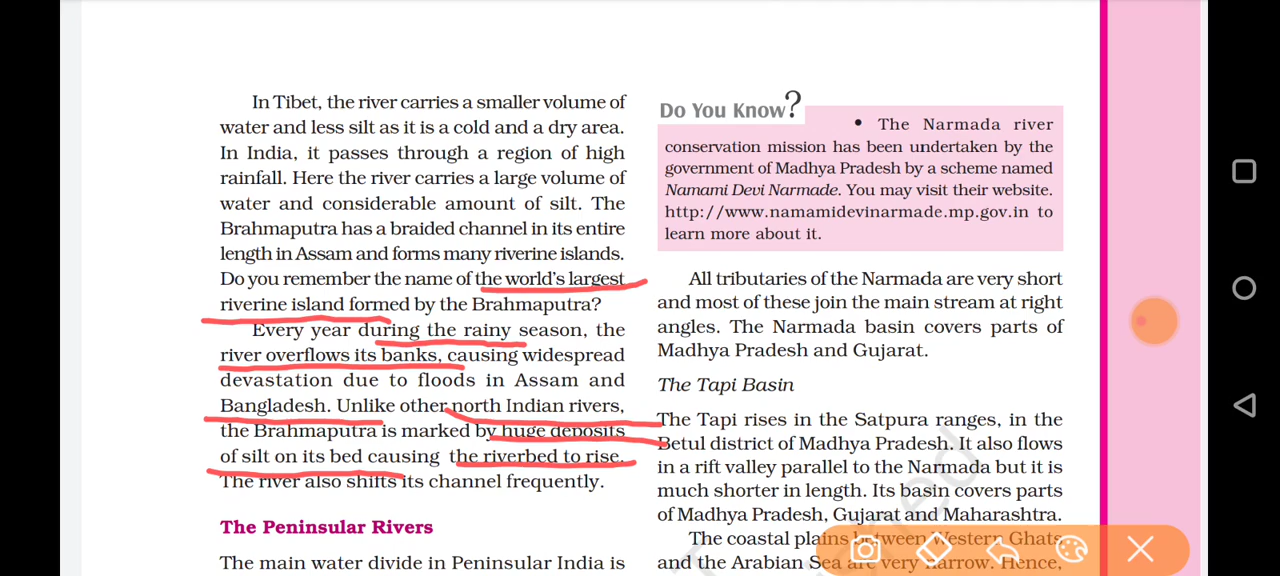 In Tibet, the river carries a smaller volume of
water and less silt as it is a cold and a dry area.
In India, it passes through a region of high
rainfall. Here the river carries a large volume of
water and considerable amount of silt. The
Brahmaputra has a braided channel in its entire
length in Assam and forms many riverine islands.
Do you remember the name of the world's largest
riverine island formed by the Brahmaputra?
Every year during the rainy season, the
river overflows its banks, causing widespread
devastation due to floods in Assam and
Bangladesh. Unlike other north Indian rivers,
the Brahmaputra is marked by huge deposits
of silt on its bed causing the riverbed to rise.
The river also shifts its channel frequently.
The Peninsular Rivers
The main water divide in Peninsular India is
Do You Know?
• The Narmada river
conservation mission has been undertaken by the
government of Madhya Pradesh by a scheme named
Namami Devi Narmade. You may visit their website.
http://www.namamidevinarmade.mp.gov.in to
learn more about it.
All tributaries of the Narmada are very short
and most of these join the main stream at right
angles. The Narmada basin covers parts of
Madhya Pradesh and Gujarat.
The Tapi Basin
The Tapi rises in the Satpura ranges, in the
Betul district of Madhya Pradesh. It also flows
in a rift valley parallel to the Narmada but it is
much shorter in length. Its basin covers parts
of Madhya Pradesh, Gujarat and Maharashtra.
The coastal plains between Western Ghats
and the Arabian Sea are very narrow. Hence,